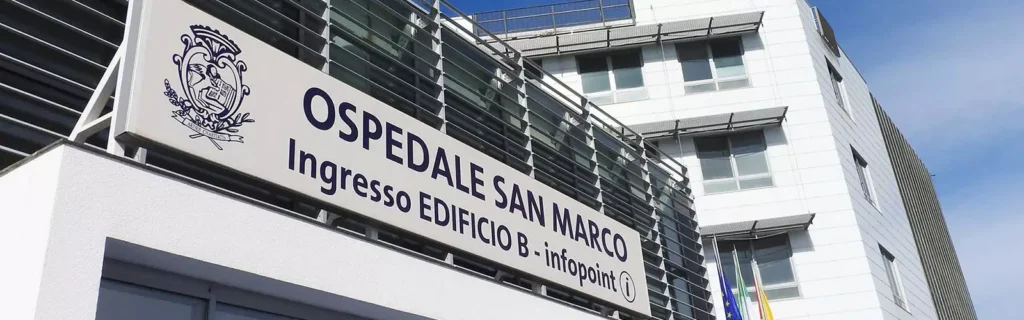 OSPEDALE SAN MARCO
Ingresso EDIFICIO B - infopoint i